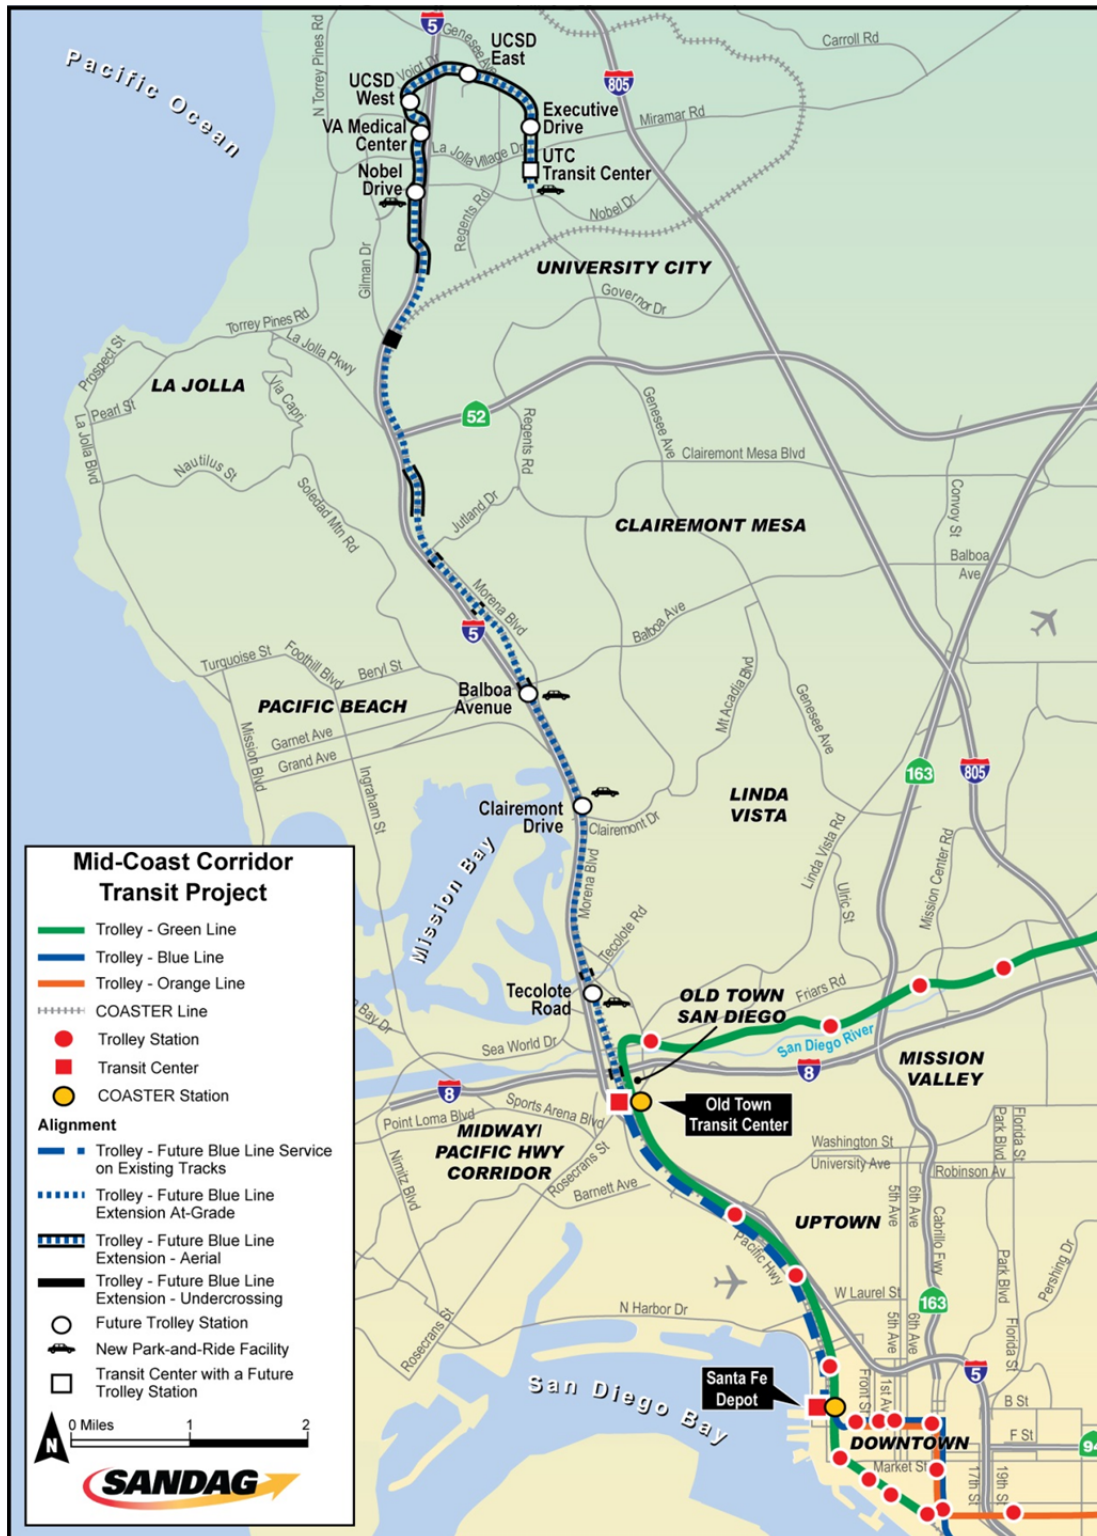 Pacific Ocean
5
Genesee Ave
Voigt Dr
UCSD
East
UCSD
West
N Torrey Pines Rd
805
Carroll Rd
VA Medical
Center
Executive
Drive
Miramar Rd
La Jolla Village Dr
UTC
Transit Center
Nobel
Drive
Regents Rd
Nobel Dr
Gilman Dr
UNIVERSITY CITY
Governor Dr
Torrey Pines Rd
La Jolla Pkwy
Prospect St
LA JOLLA
Via Capri
Pearl St
La Jolla Blvd
52
Regents Rd
Genesee Ave
Nautilus St
Clairemont Mesa Blvd
Soledad Mtn Rd
Jutland Dr
Convoy St
CLAIREMONT MESA
Balboa
Ave
Morena Blvd
5
Balboa Ave
Turquoise St
Foothill Blvd
Beryl St
Mt Acadia Blvd
Genesee Ave
Balboa
Avenue
PACIFIC BEACH
Mission Blvd
Garnet Ave
Grand Ave
Ingraham St
163
805
LINDA
VISTA
Clairemont
Drive
Clairemont Dr
Linda Vista Rd
Mission Center Rd
Ulric St
Mission Bay
Morena Blvd
Tecolote Rd
Tecolote
Road
OLD TOWN
SAN DIEGO
Friars Rd
San Diego River
Bay Dr
Sea World Dr
8
8
MISSION
VALLEY
Point Loma Blvd
Sports Arena Blvd
Old Town
Transit Center
MIDWAY/
PACIFIC HWY
CORRIDOR
Nimitz Blvd
Rosecrans St
Barnett Ave
Washington St
University Ave
Robinson Av
Park Blvd
Florida St
5th Ave
6th Ave
Cabrillo Fwy
UPTOWN
Pacific Hwy
Park Blvd
Pershing Dr
N Harbor Dr
W Laurel St
163
5th Ave
6th Ave
Florida St
Rosecrans St
San Diego Bay
Santa Fe
Depot
Front St
1st Av
5
B St
F St
DOWNTOWN
Market St
17th St
19th St
94
Mid-Coast Corridor
Transit Project
Trolley - Green Line
Trolley - Blue Line
Trolley - Orange Line
COASTER Line
Trolley Station
Transit Center
COASTER Station
Alignment
Trolley - Future Blue Line Service
on Existing Tracks
Trolley - Future Blue Line
Extension At-Grade
Trolley - Future Blue Line
Extension - Aerial
Trolley - Future Blue Line
Extension - Undercrossing
Future Trolley Station
New Park-and-Ride Facility
Transit Center with a Future
Trolley Station
N
0 Miles 1 2
SANDAG